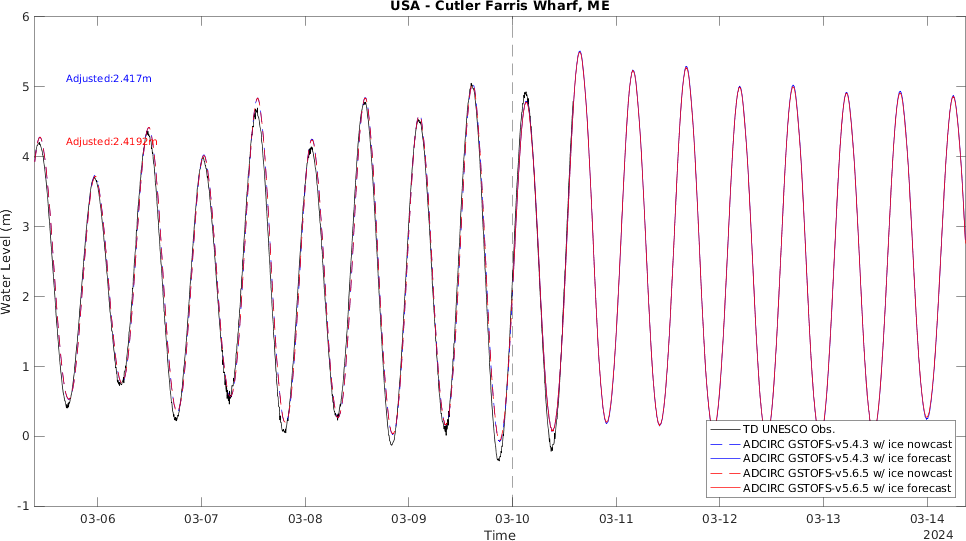 USA - Cutler Farris Wharf, ME
6
5
4
3
2
1
0
-1
Water Level (m)
Adjusted:2.417m
Adjusted:2.4192m
TD UNESCO Obs.
ADCIRC GSTOFS-v5.4.3 w/ ice nowcast
ADCIRC GSTOFS-v5.4.3 w/ ice forecast
ADCIRC GSTOFS-v5.6.5 w/ ice nowcast
ADCIRC GSTOFS-v5.6.5 w/ ice forecast
03-06 03-07 03-08 03-09 03-10 03-11 03-12 03-13 03-14
Time
2024